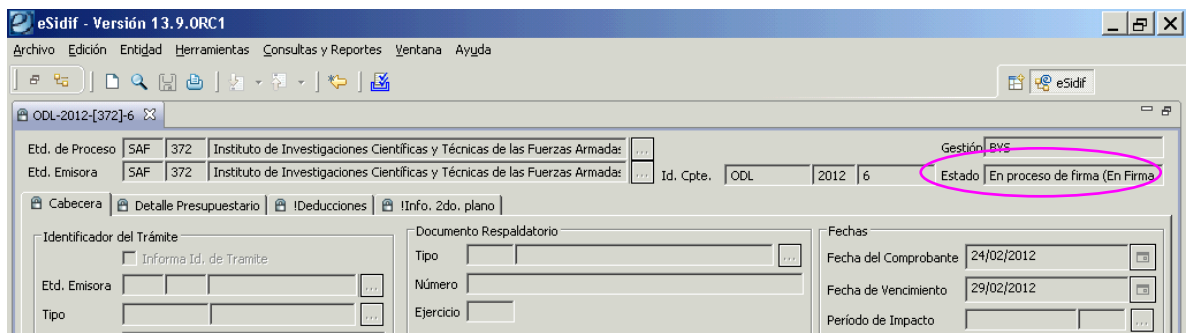 eSidif - Versión 13.9.0RC1
Archivo Edición Entidad Herramientas Consultas y Reportes Ventana Ayuda
eSidif
ODL-2012-[372]-6
Etd. de Proceso SAF 372 Instituto de Investigaciones Científicas y Técnicas de las Fuerzas Armadas ... Gestión BYS
Etd. Emisora SAF 372 Instituto de Investigaciones Científicas y Técnicas de las Fuerzas Armadas ... Id. Cpte. ODL 2012 6 Estado En proceso de firma (En Firma
Cabecera Detalle Presupuestario !Deducciones !Info. 2do. plano
Identificador del Trámite
Informa Id. de Tramite
Etd. Emisora ...
Tipo ...
Documento Respaldatorio
Tipo ...
Número
Ejercicio
Fechas
Fecha del Comprobante 24/02/2012
Fecha de Vencimiento 29/02/2012
Período de Impacto ...